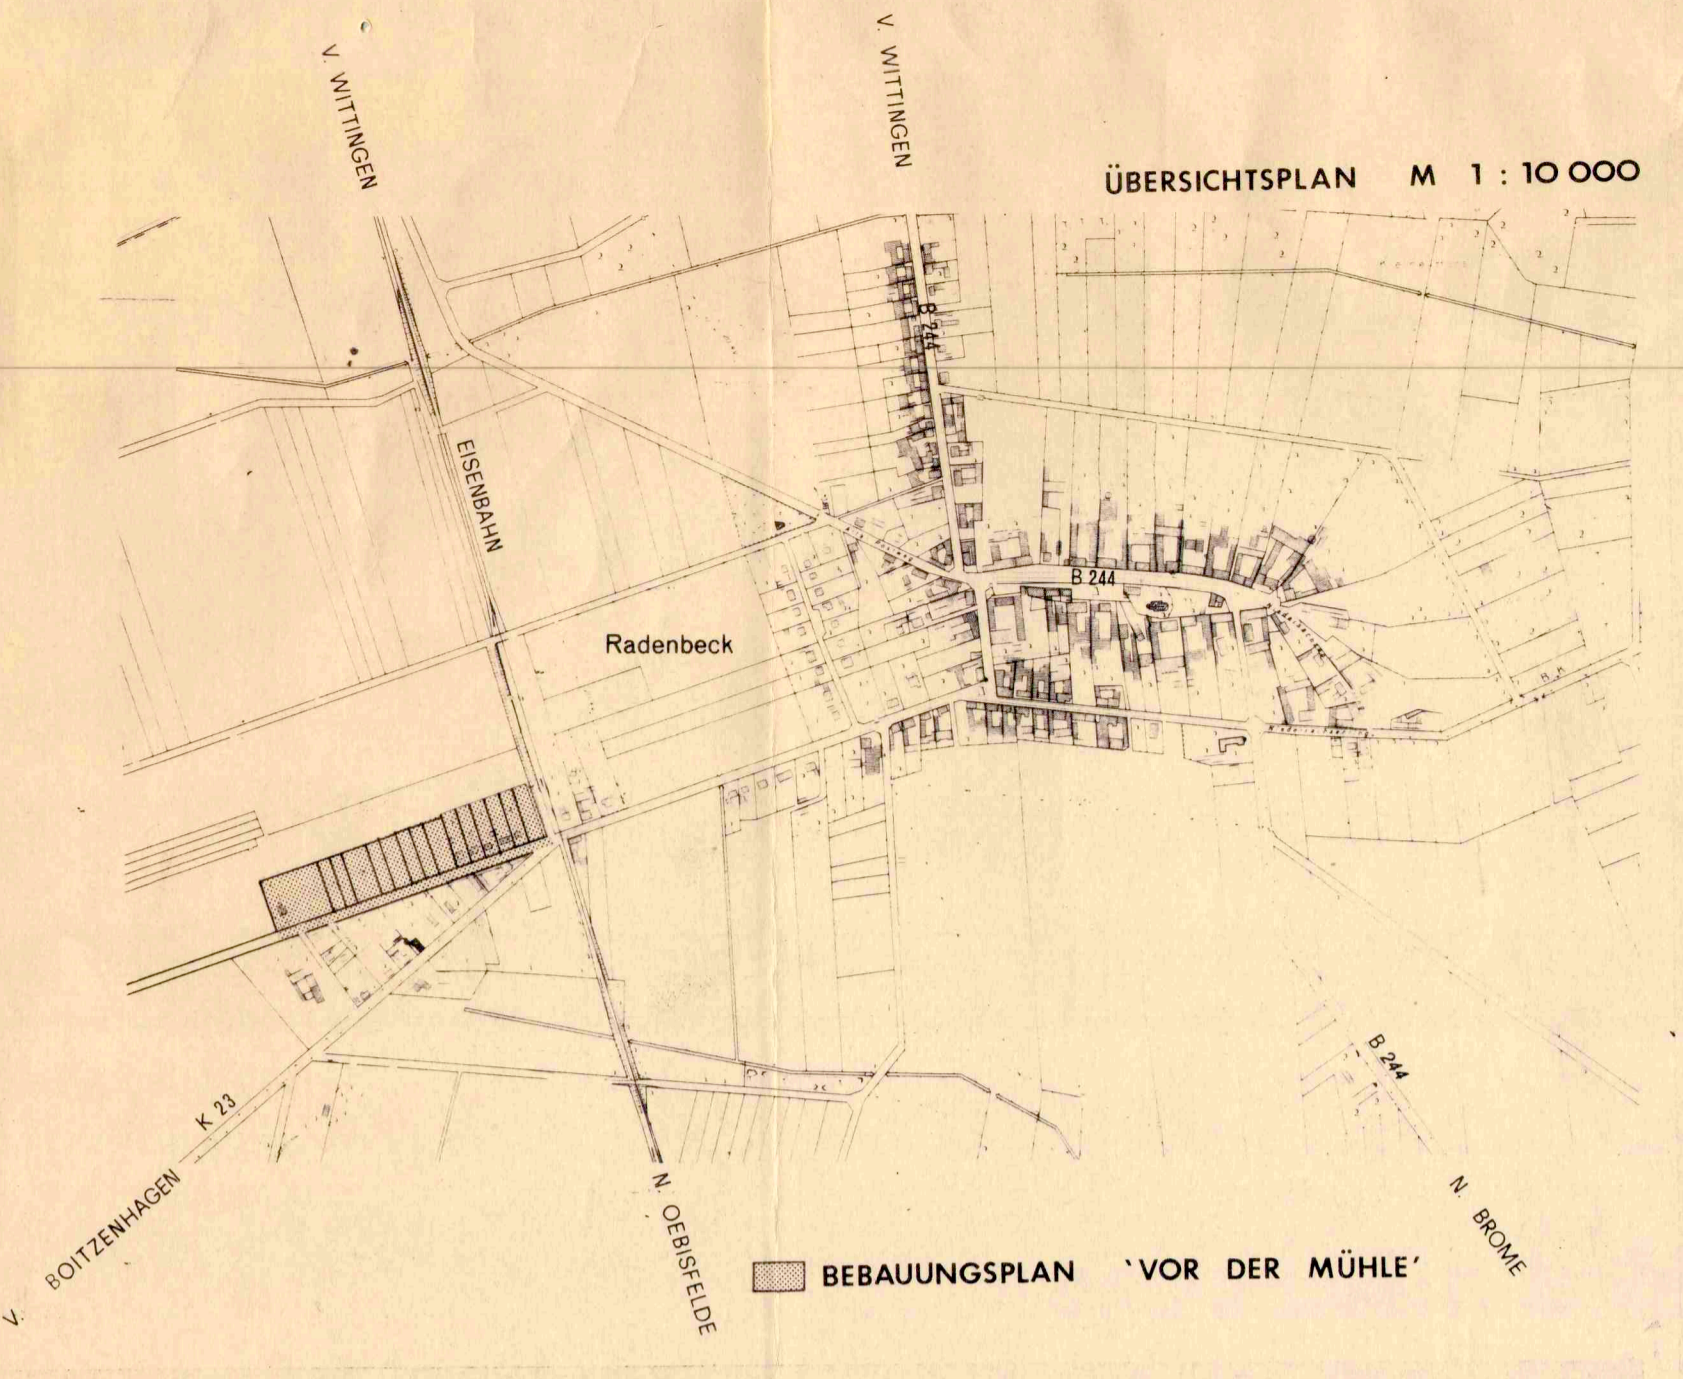 V. WITTINGEN
V. WITTINGEN
ÜBERSICHTSPLAN M 1 : 10 000
B 244
EISENBAHN
B 244
Radenbeck
B 244
K 23
V. BOITZENHAGEN
N. OEBISFELDE
N. BROME
BEBAUUNGSPLAN 'VOR DER MÜHLE'